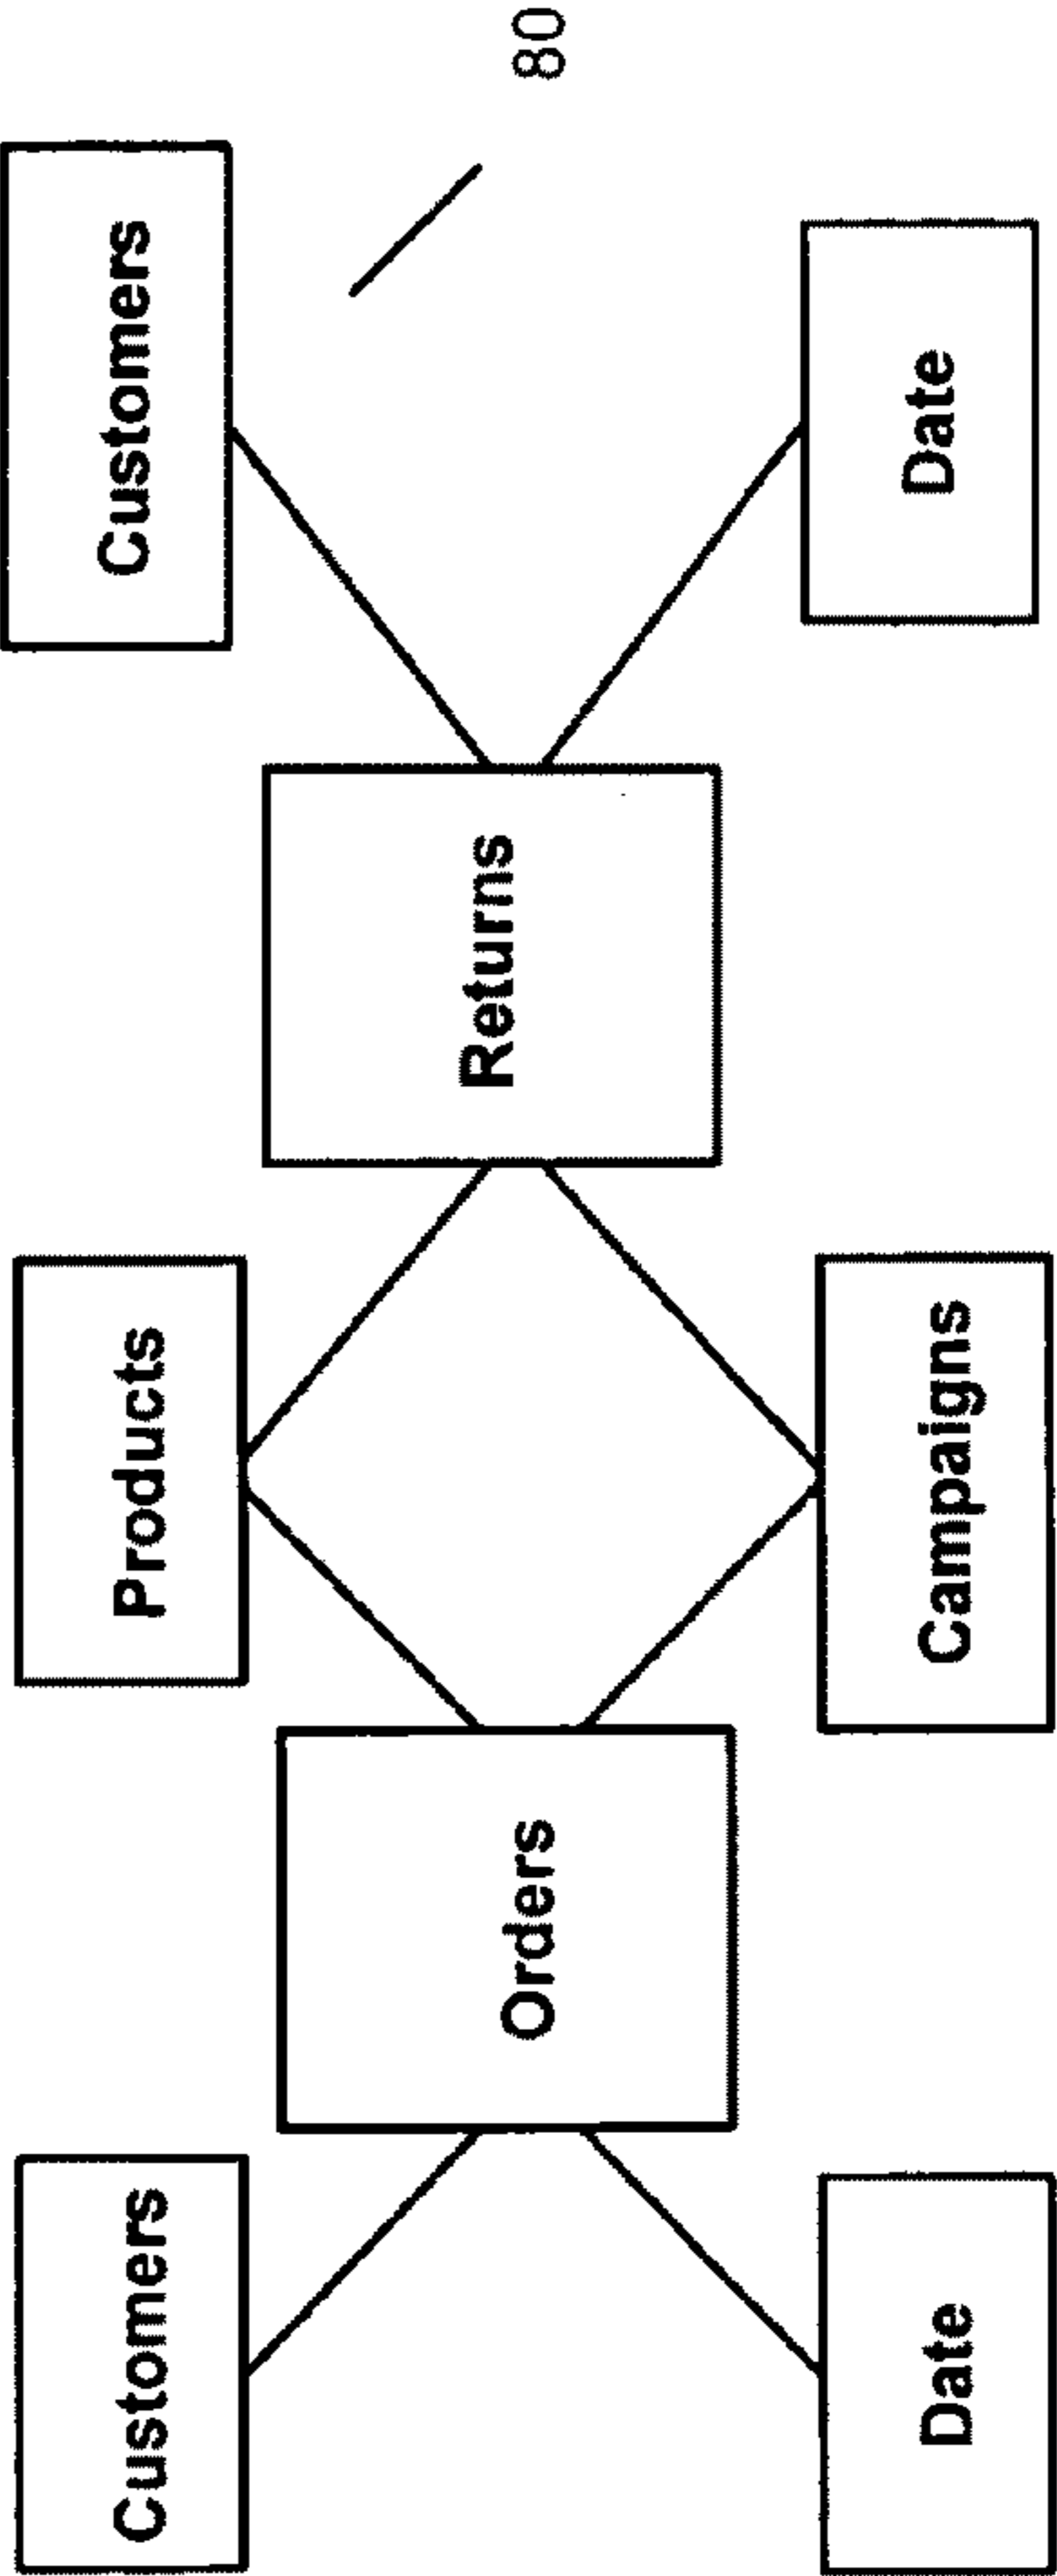 Customers
Products
Customers
80
Orders
Returns
Date
Campaigns
Date